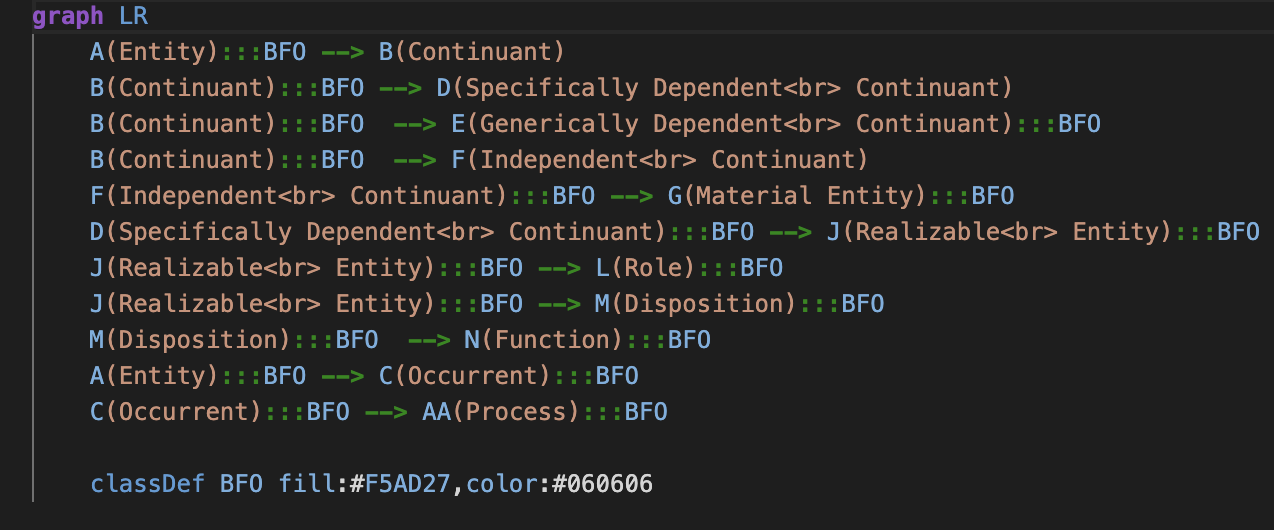 graph LR
A(Entity):::BFO --> B(Continuant)
B(Continuant):::BFO --> D(Specifically Dependent<br> Continuant)
B(Continuant):::BFO  --> E(Generically Dependent<br> Continuant):::BFO
B(Continuant):::BFO  --> F(Independent<br> Continuant)
F(Independent<br> Continuant):::BFO --> G(Material Entity):::BFO
D(Specifically Dependent<br> Continuant):::BFO --> J(Realizable<br> Entity):::BFO
J(Realizable<br> Entity):::BFO --> L(Role):::BFO
J(Realizable<br> Entity):::BFO --> M(Disposition):::BFO
M(Disposition):::BFO  --> N(Function):::BFO
A(Entity):::BFO --> C(Occurrent):::BFO
C(Occurrent):::BFO --> AA(Process):::BFO
classDef BFO fill:#F5AD27,color:#060606